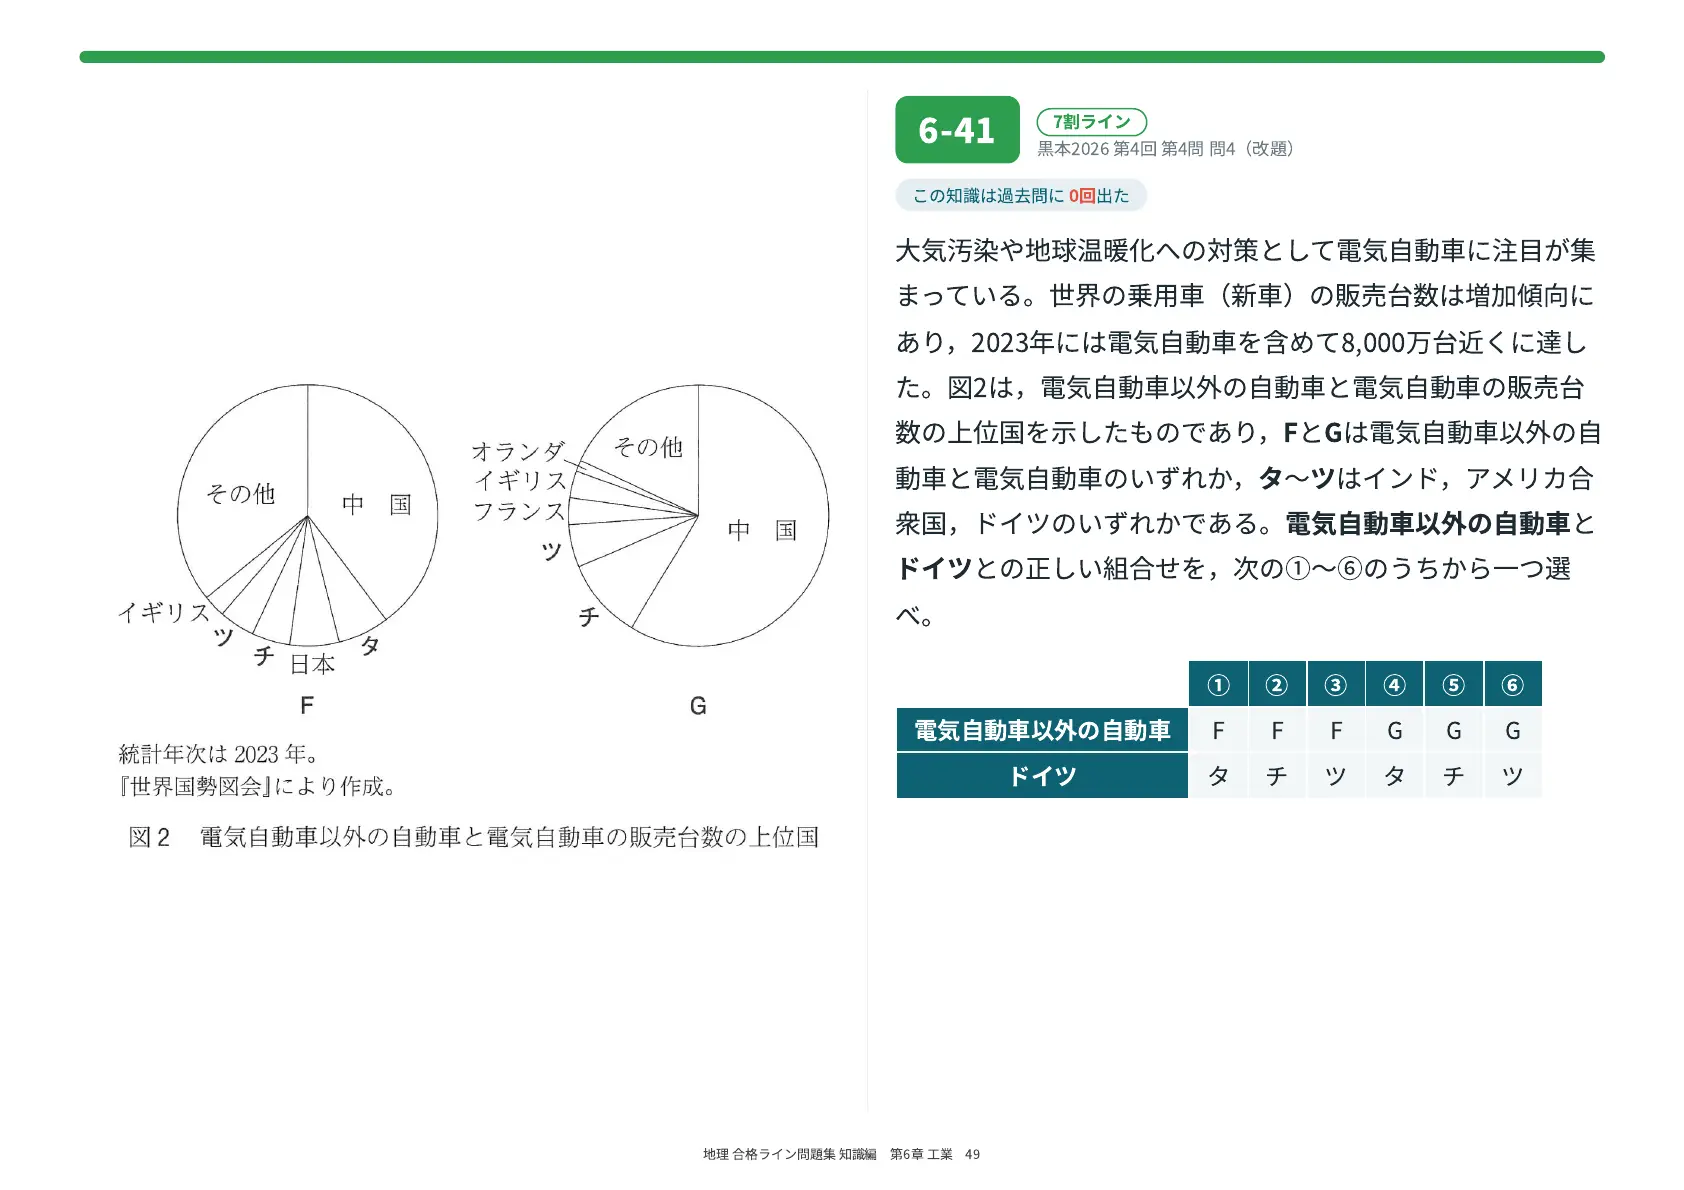 その他
中　国
イギリス
ツ
チ
日本
タ
F
オランダ
イギリス
フランス
ツ
チ
その他
中　国
G
統計年次は 2023 年。
『世界国勢図会』により作成。
図2　電気自動車以外の自動車と電気自動車の販売台数の上位国
6-41
7割ライン
黒本2026 第4回 第4問 問4（改題）
この知識は過去問に 0回出た
大気汚染や地球温暖化への対策として電気自動車に注目が集
まっている。世界の乗用車（新車）の販売台数は増加傾向に
あり，2023年には電気自動車を含めて8,000万台近くに達し
た。図2は，電気自動車以外の自動車と電気自動車の販売台
数の上位国を示したものであり，FとGは電気自動車以外の自
動車と電気自動車のいずれか，タ～ツはインド，アメリカ合
衆国，ドイツのいずれかである。電気自動車以外の自動車と
ドイツとの正しい組合せを，次の①～⑥のうちから一つ選
べ。
① ② ③ ④ ⑤ ⑥
電気自動車以外の自動車 F F F G G G
ドイツ タ チ ツ タ チ ツ
地理 合格ライン問題集 知識編　第6章 工業　49